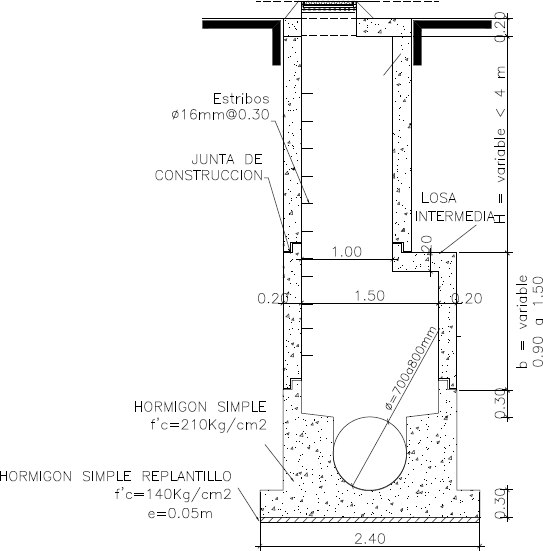 0.20
H = variable < 4 m
Estribos
ø16mm@0.30
JUNTA DE
CONSTRUCCION
LOSA
INTERMEDIA
1.00
20
0.20
1.50
0.20
b = variable
0.90 a 1.50
ø=700a800mm
0.30
HORMIGON SIMPLE
f'c=210Kg/cm2
HORMIGON SIMPLE REPLANTILLO
f'c=140Kg/cm2
e=0.05m
0.30
2.40